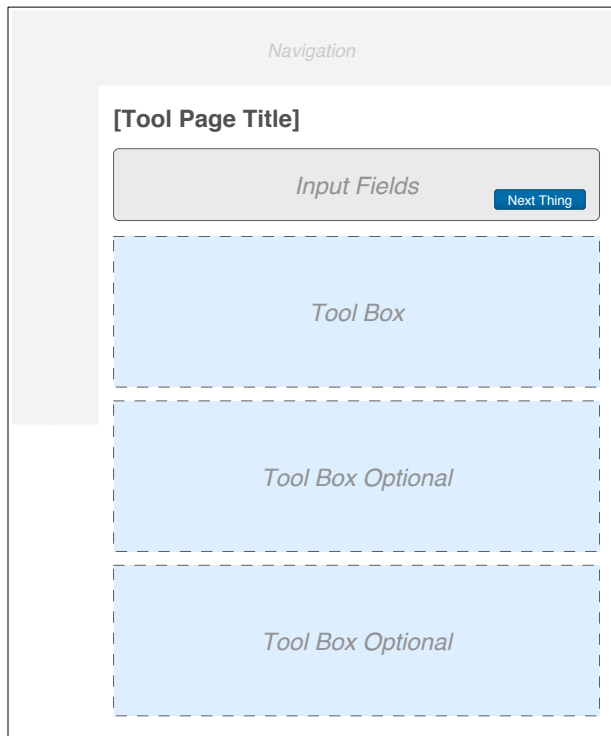 Navigation
[Tool Page Title]
Input Fields
Next Thing
Tool Box
Tool Box Optional
Tool Box Optional